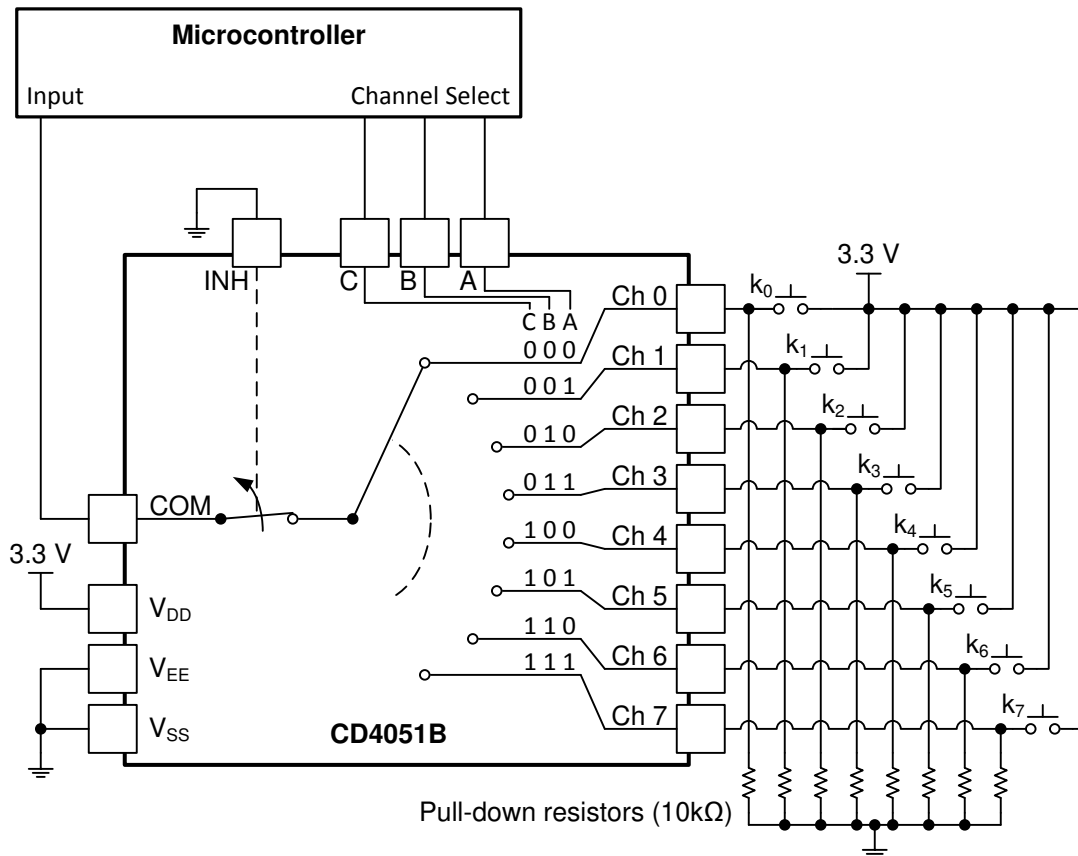 Microcontroller
Input
Channel Select
INH
C
B
A
C B A
3.3 V
Ch 0
k0
0 0 0
Ch 1
k1
0 0 1
Ch 2
k2
0 1 0
Ch 3
k3
0 1 1
COM
Ch 4
k4
1 0 0
3.3 V
Ch 5
k5
1 0 1
VDD
Ch 6
k6
1 1 0
VEE
1 1 1
Ch 7
k7
VSS
CD4051B
Pull-down resistors (10kΩ)